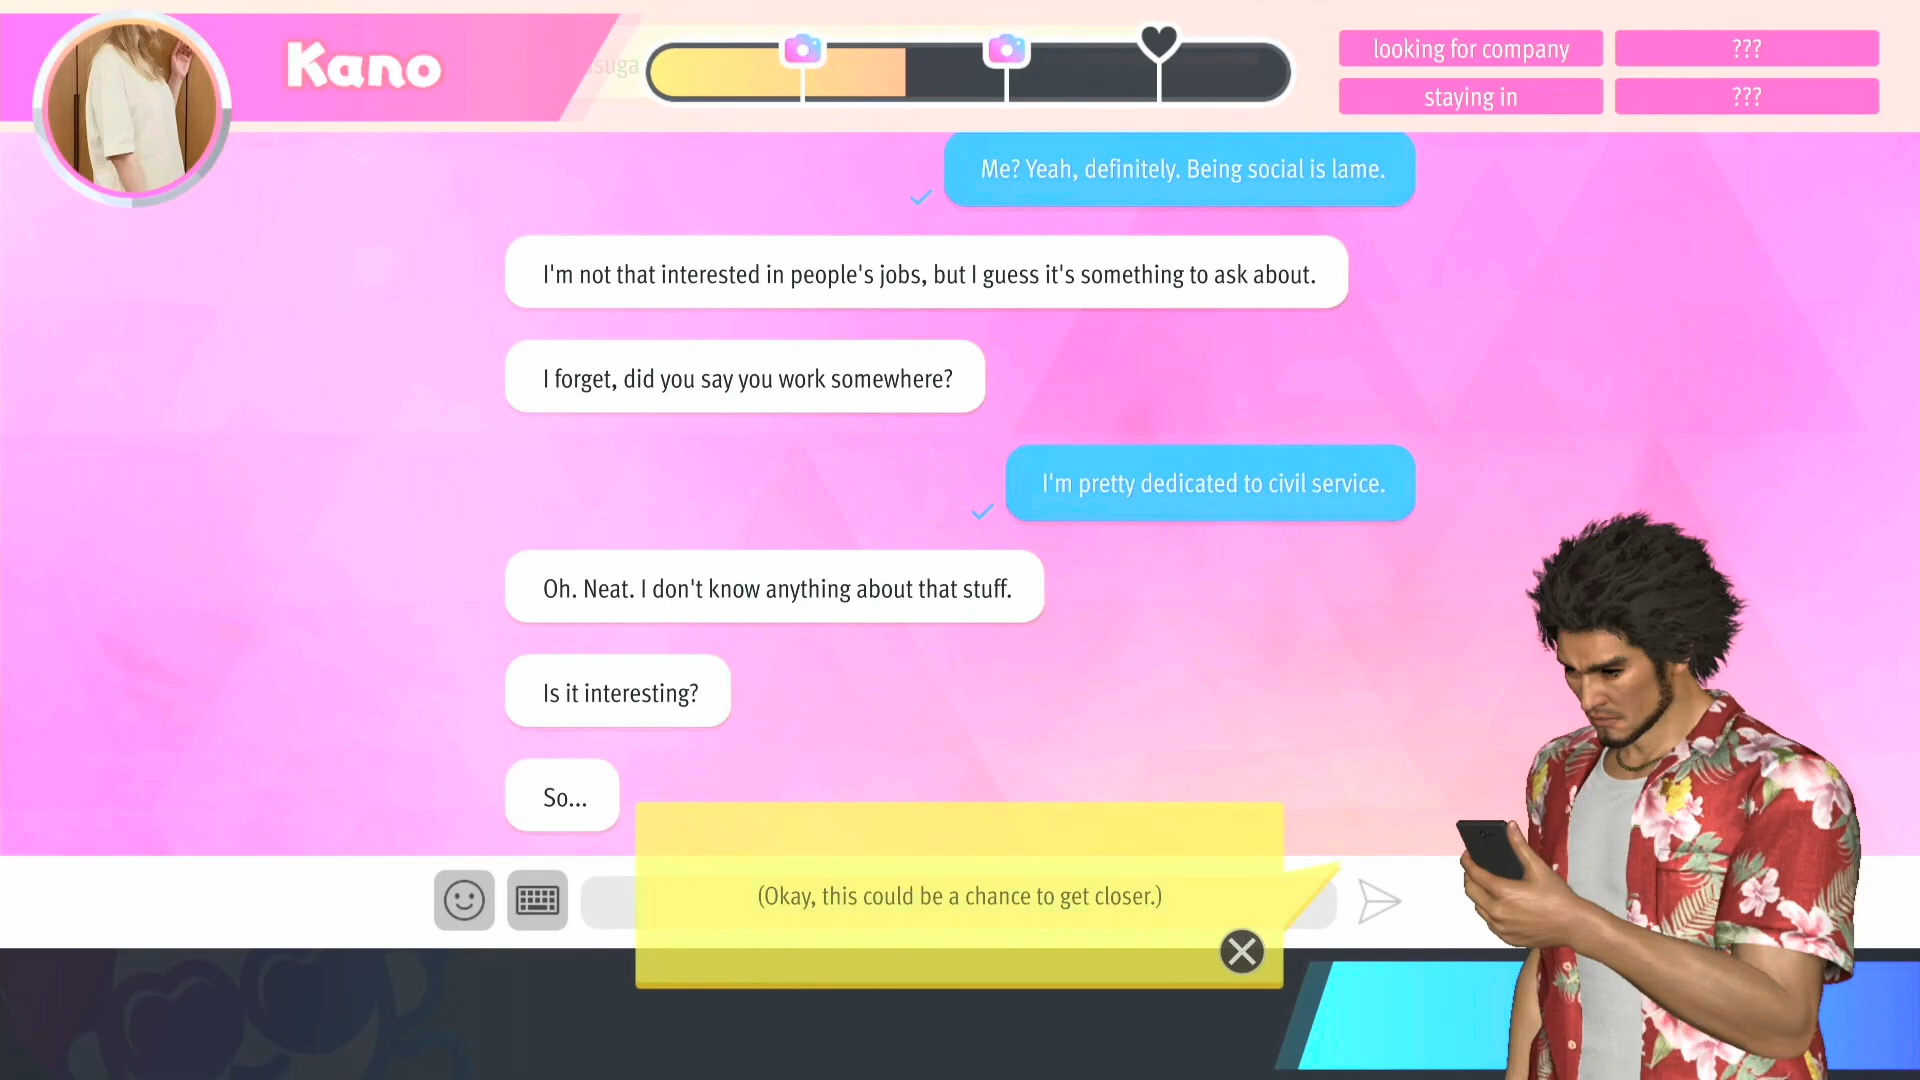 Kano
suga
looking for company
???
staying in
???
Me? Yeah, definitely. Being social is lame.
I'm not that interested in people's jobs, but I guess it's something to ask about.
I forget, did you say you work somewhere?
I'm pretty dedicated to civil service.
Oh. Neat. I don't know anything about that stuff.
Is it interesting?
So...
(Okay, this could be a chance to get closer.)